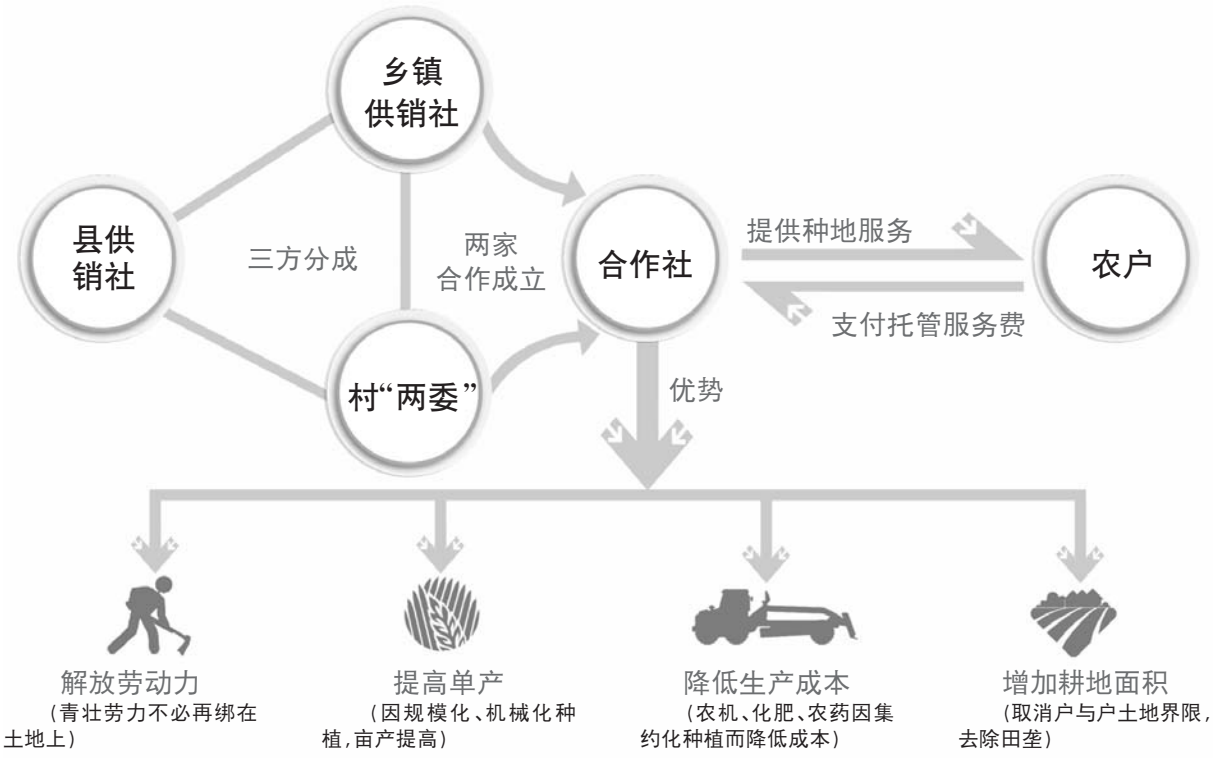 乡镇
供销社
县供
销社
三方分成
两家
合作成立
合作社
提供种地服务
农户
支付托管服务费
村“两委”
优势
解放劳动力
(青壮劳力不必再绑在
土地上)
提高单产
(因规模化、机械化种
植,亩产提高)
降低生产成本
(农机、化肥、农药因集
约化种植而降低成本)
增加耕地面积
(取消户与户土地界限,
去除田垄)